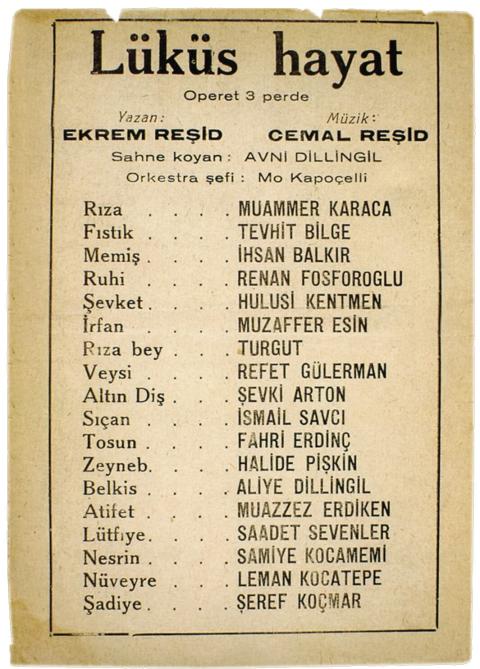 Lüküs hayat
Operet 3 perde
Yazan: Müzik:
EKREM REŞİD CEMAL REŞİD
Sahne koyan: AVNİ DİLLİNGİL
Orkestra şefi: Mo Kapoçelli
Rıza . . . . MUAMMER KARACA
Fıstık . . . . TEVHİT BİLGE
Memiş . . . . İHSAN BALKIR
Ruhi . . . . RENAN FOSFOROGLU
Şevket . . . . HULUSİ KENTMEN
İrfan . . . . MUZAFFER ESİN
Rıza bey . . . . TURGUT
Veysi . . . . REFET GÜLERMAN
Altın Diş . . . . ŞEVKİ ARTON
Sıçan . . . . İSMAİL SAVCI
Tosun . . . . FAHRİ ERDİNÇ
Zeyneb. . . . HALİDE PİŞKİN
Belkis . . . . ALİYE DİLLİNGİL
Atifet . . . . MUAZZEZ ERDİKEN
Lütfiye. . . . SAADET SEVENLER
Nesrin . . . . SAMİYE KOCAMEMİ
Nüveyre . . . . LEMAN KOCATEPE
Şadiye . . . . ŞEREF KOÇMAR